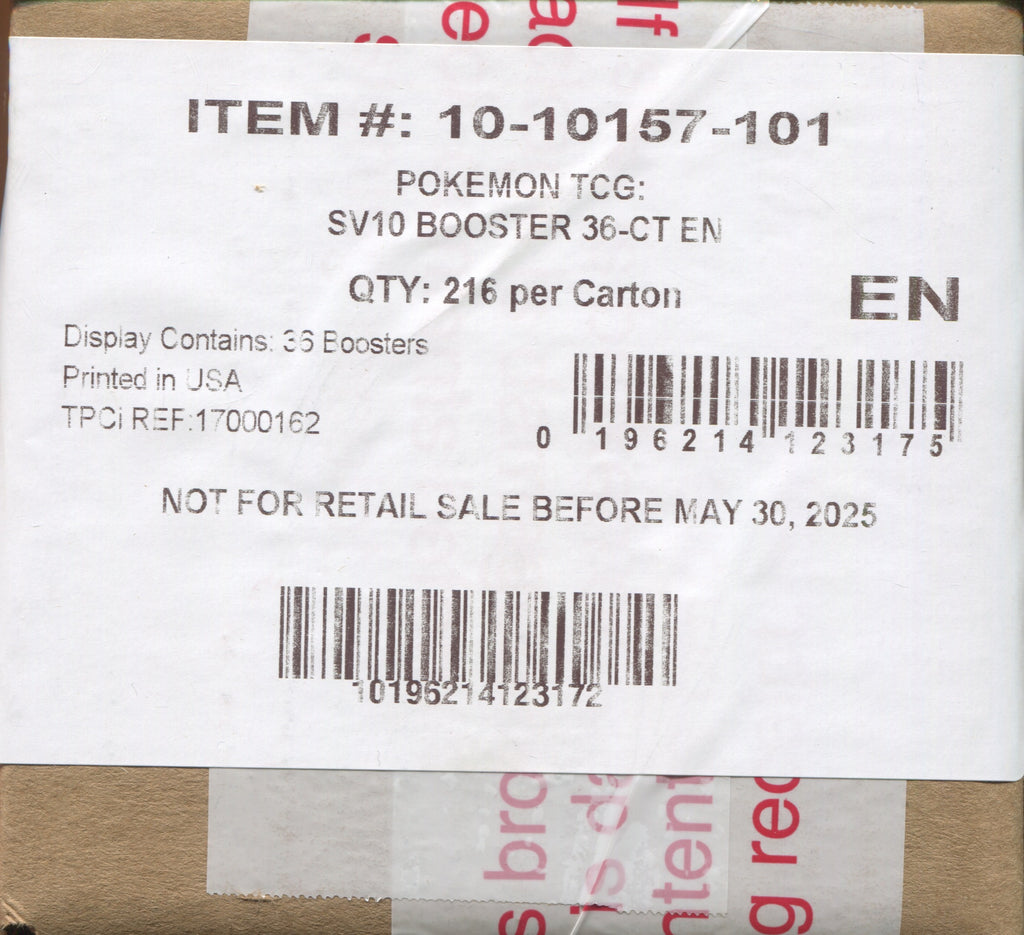 ITEM #: 10-10157-101
POKEMON TCG:
SV10 BOOSTER 36-CT EN
QTY: 216 per Carton
EN
Display Contains: 36 Boosters
Printed in USA
TPCi REF:17000162
0 196214 123175
NOT FOR RETAIL SALE BEFORE MAY 30, 2025
10196214123172